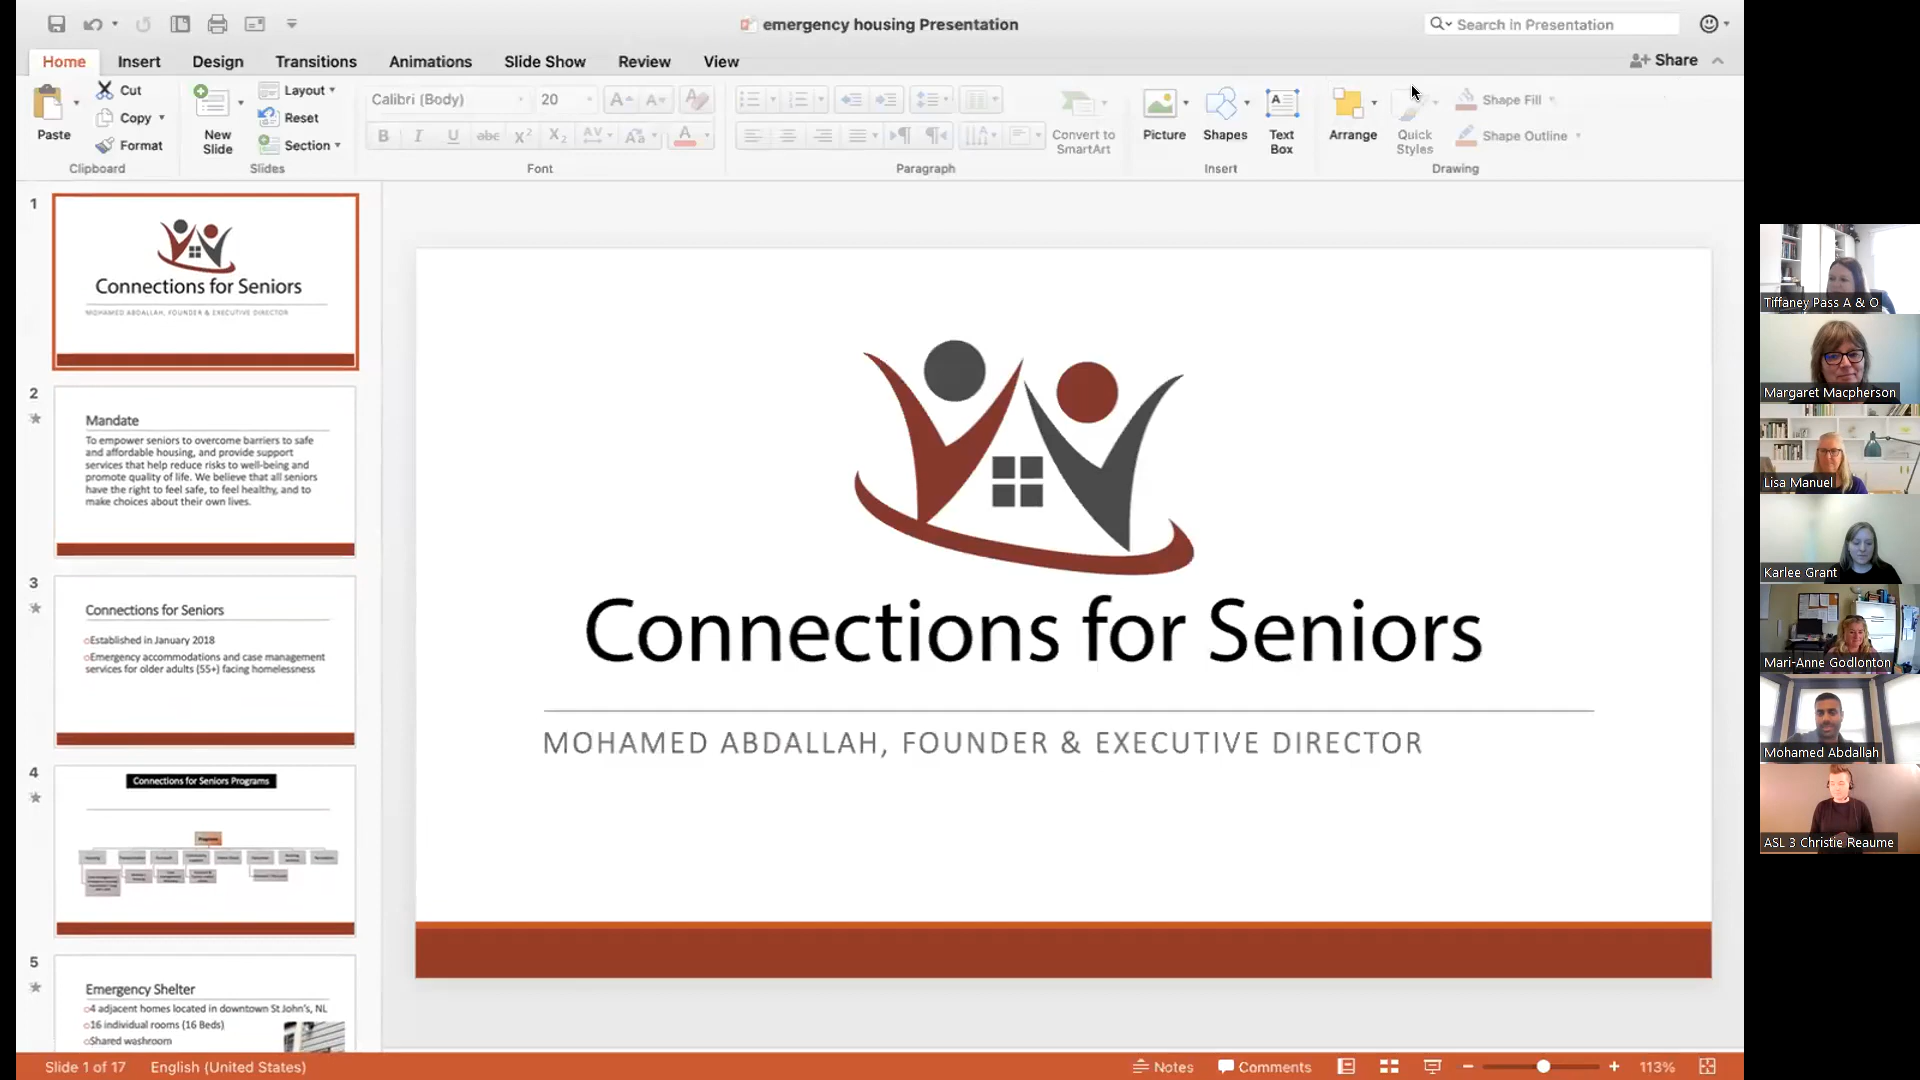 emergency housing Presentation
Search in Presentation
Home
Insert
Design
Transitions
Animations
Slide Show
Review
View
Share
Paste
Cut
Copy
Format
Clipboard
New
Slide
Layout
Reset
Section
Slides
Calibri (Body)
20
Font
Paragraph
Convert to
SmartArt
Picture
Shapes
Text
Box
Insert
Arrange
Quick
Styles
Shape Fill
Shape Outline
Drawing
1
Connections for Seniors
MOHAMED ABDALLAH, FOUNDER & EXECUTIVE DIRECTOR
2
Mandate
To empower seniors to overcome barriers to safe
and affordable housing, and provide support
services that help reduce risks to well-being and
promote quality of life. We believe that all seniors
have the right to feel safe, to feel healthy, and to
make choices about their own lives.
3
Connections for Seniors
Established in January 2018
Emergency accommodations and case management
services for older adults (55+) facing homelessness
4
Connections for Seniors Programs
Programs
5
Emergency Shelter
4 adjacent homes located in downtown St John's, NL
16 individual rooms (16 Beds)
Shared washroom
Connections for Seniors
MOHAMED ABDALLAH, FOUNDER & EXECUTIVE DIRECTOR
Tiffaney Pass A & O
Margaret Macpherson
Lisa Manuel
Karlee Grant
Mari-Anne Godlonton
Mohamed Abdallah
ASL 3 Christie Reaume
Slide 1 of 17
English (United States)
Notes
Comments
113%